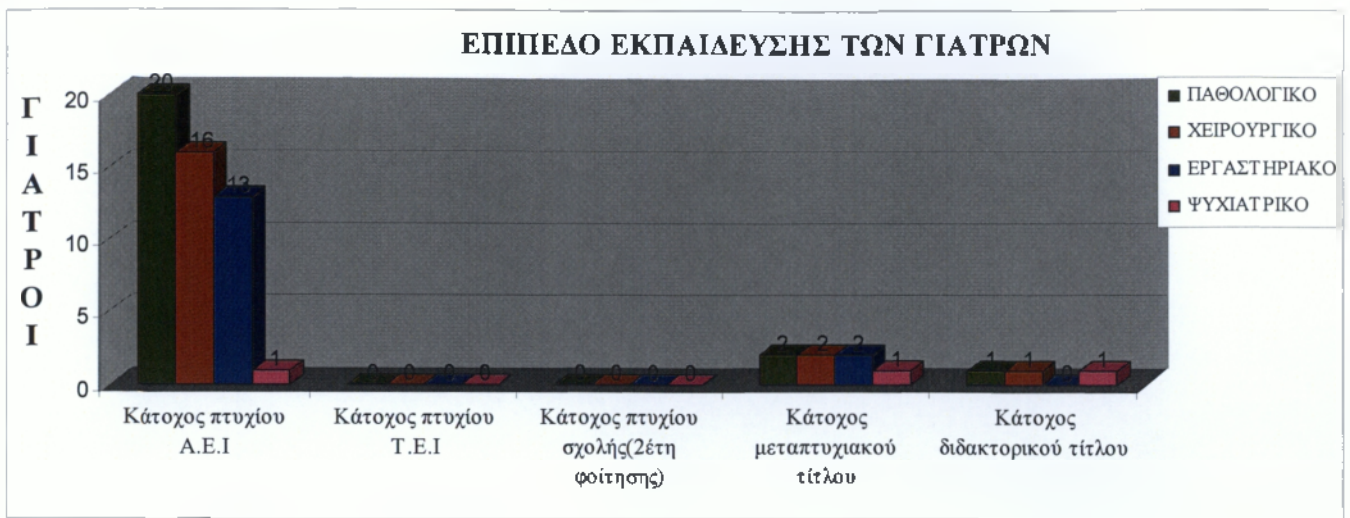 ΕΠΙΠΕΔΟ ΕΚΠΑΙΔΕΥΣΗΣ ΤΩΝ ΓΙΑΤΡΩΝ
ΓΙΑΤΡΟΙ
20
15
10
5
0
20
16
13
1
0 0 0 0
0 0 0 0
2 2 2 1
1 1 0 1
Κάτοχος πτυχίου
Α.Ε.Ι
Κάτοχος πτυχίου
Τ.Ε.Ι
Κάτοχος πτυχίου
σχολής(2έτη
φοίτησης)
Κάτοχος
μεταπτυχιακού
τίτλου
Κάτοχος
διδακτορικού τίτλου
ΠΑΘΟΛΟΓΙΚΟ
ΧΕΙΡΟΥΡΓΙΚΟ
ΕΡΓΑΣΤΗΡΙΑΚΟ
ΨΥΧΙΑΤΡΙΚΟ